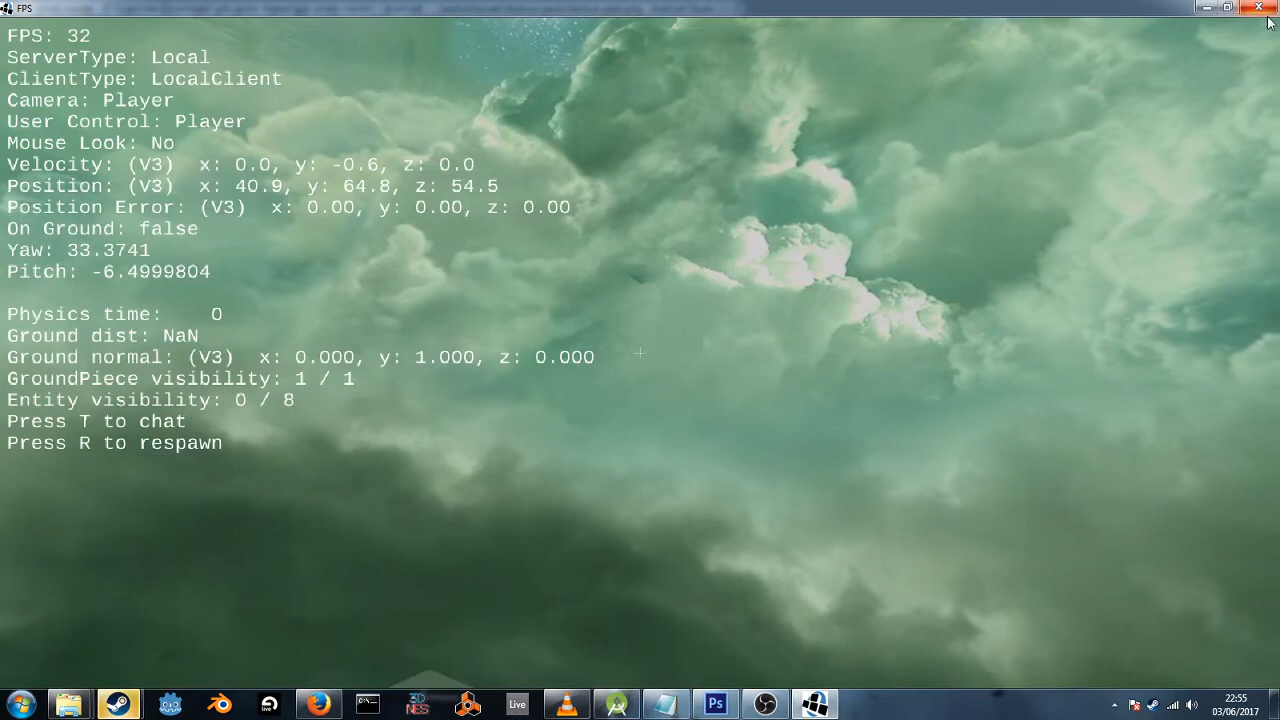 FPS
FPS: 32
ServerType: Local
ClientType: LocalClient
Camera: Player
User Control: Player
Mouse Look: No
Velocity: (V3)  x: 0.0, y: -0.6, z: 0.0
Position: (V3)  x: 40.9, y: 64.8, z: 54.5
Position Error: (V3)  x: 0.00, y: 0.00, z: 0.00
On Ground: false
Yaw: 33.3741
Pitch: -6.4999804
Physics time:    0
Ground dist: NaN
Ground normal: (V3)  x: 0.000, y: 1.000, z: 0.000
GroundPiece visibility: 1 / 1
Entity visibility: 0 / 8
Press T to chat
Press R to respawn
3D
NES
Live
Ps
22:55
03/06/2017